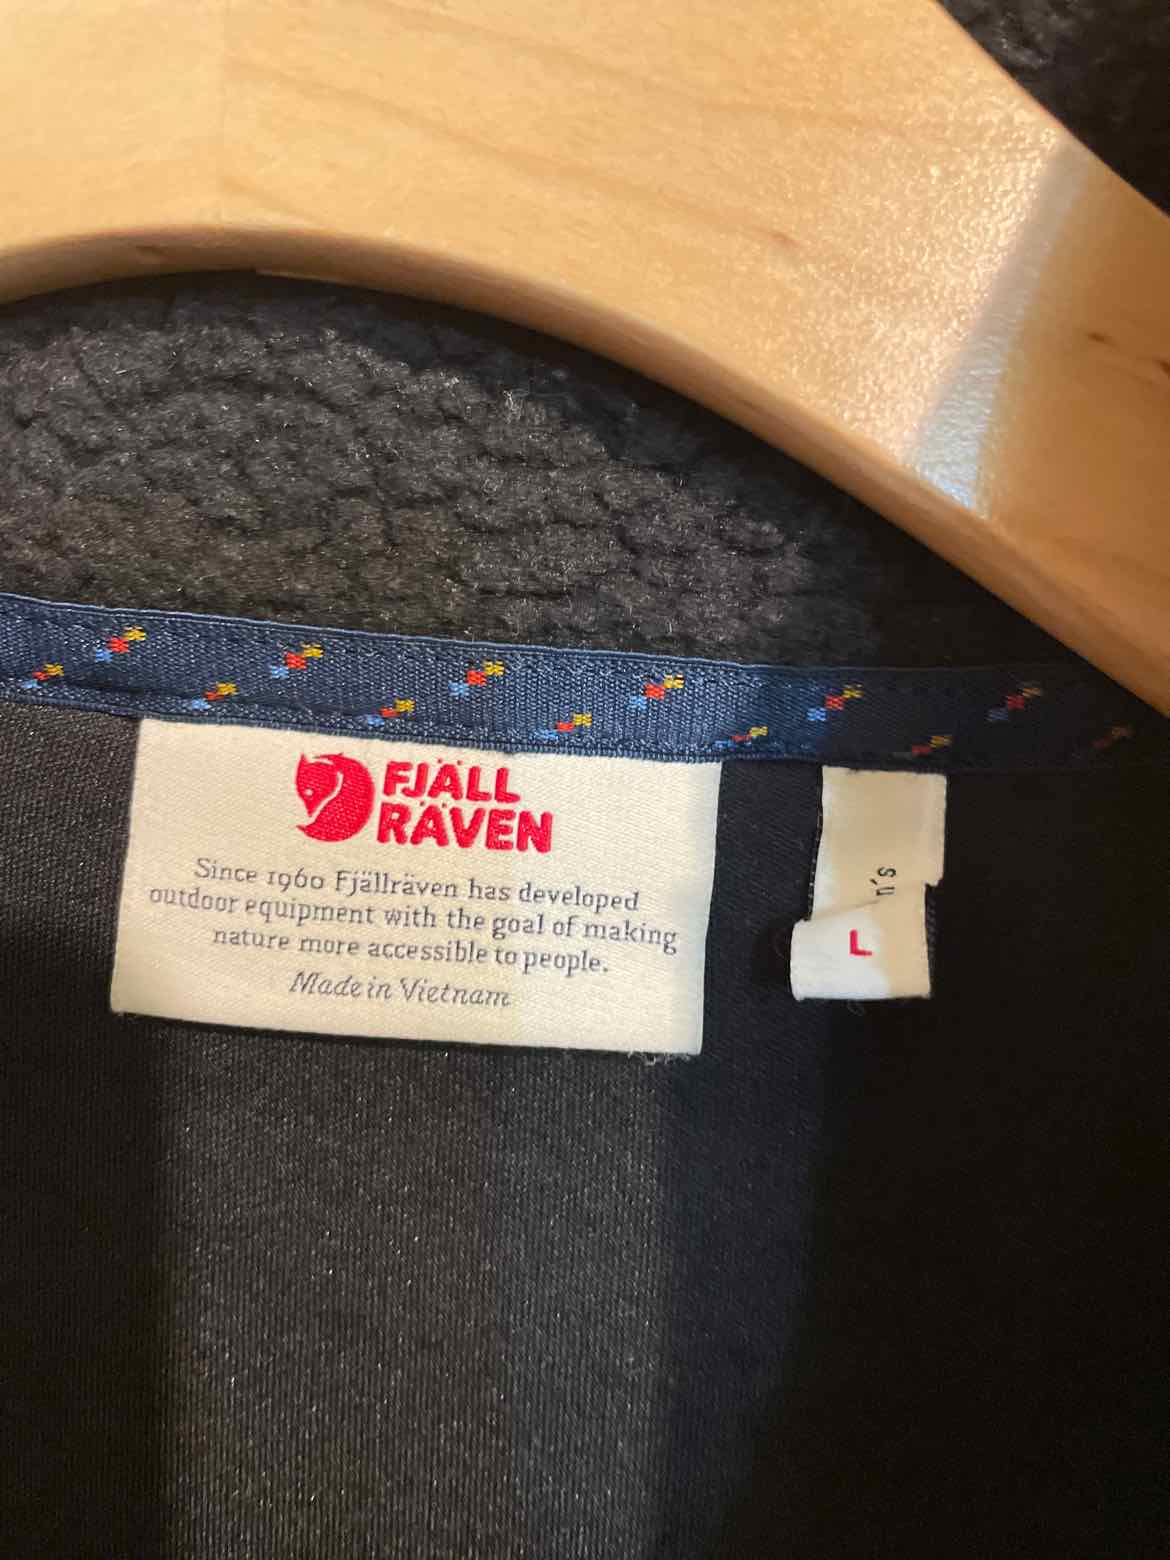 FJÄLL
RÄVEN
Since 1960 Fjällräven has developed
outdoor equipment with the goal of making
nature more accessible to people.
Made in Vietnam
L